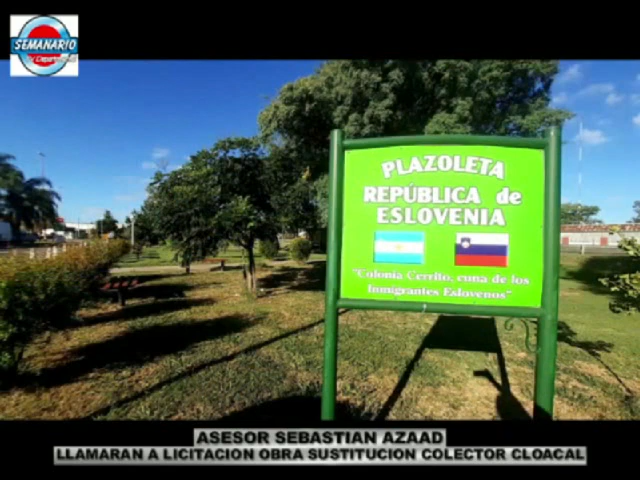 SEMANARIO
PLAZOLETA
REPÚBLICA de
ESLOVENIA
"Colonia Cerrito, cuna de los
Inmigrantes Eslovenos"
ASESOR SEBASTIAN AZAAD
LLAMARAN A LICITACION OBRA SUSTITUCION COLECTOR CLOACAL